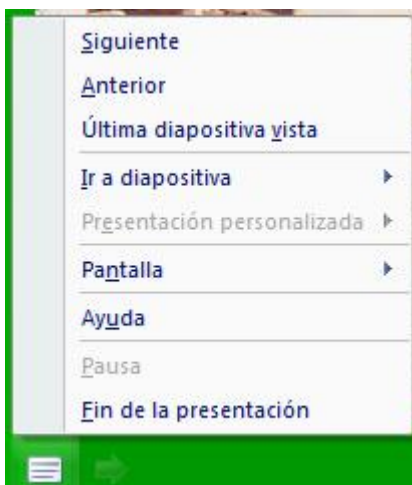 Siguiente
Anterior
Última diapositiva vista
Ir a diapositiva
Presentación personalizada
Pantalla
Ayuda
Pausa
Fin de la presentación